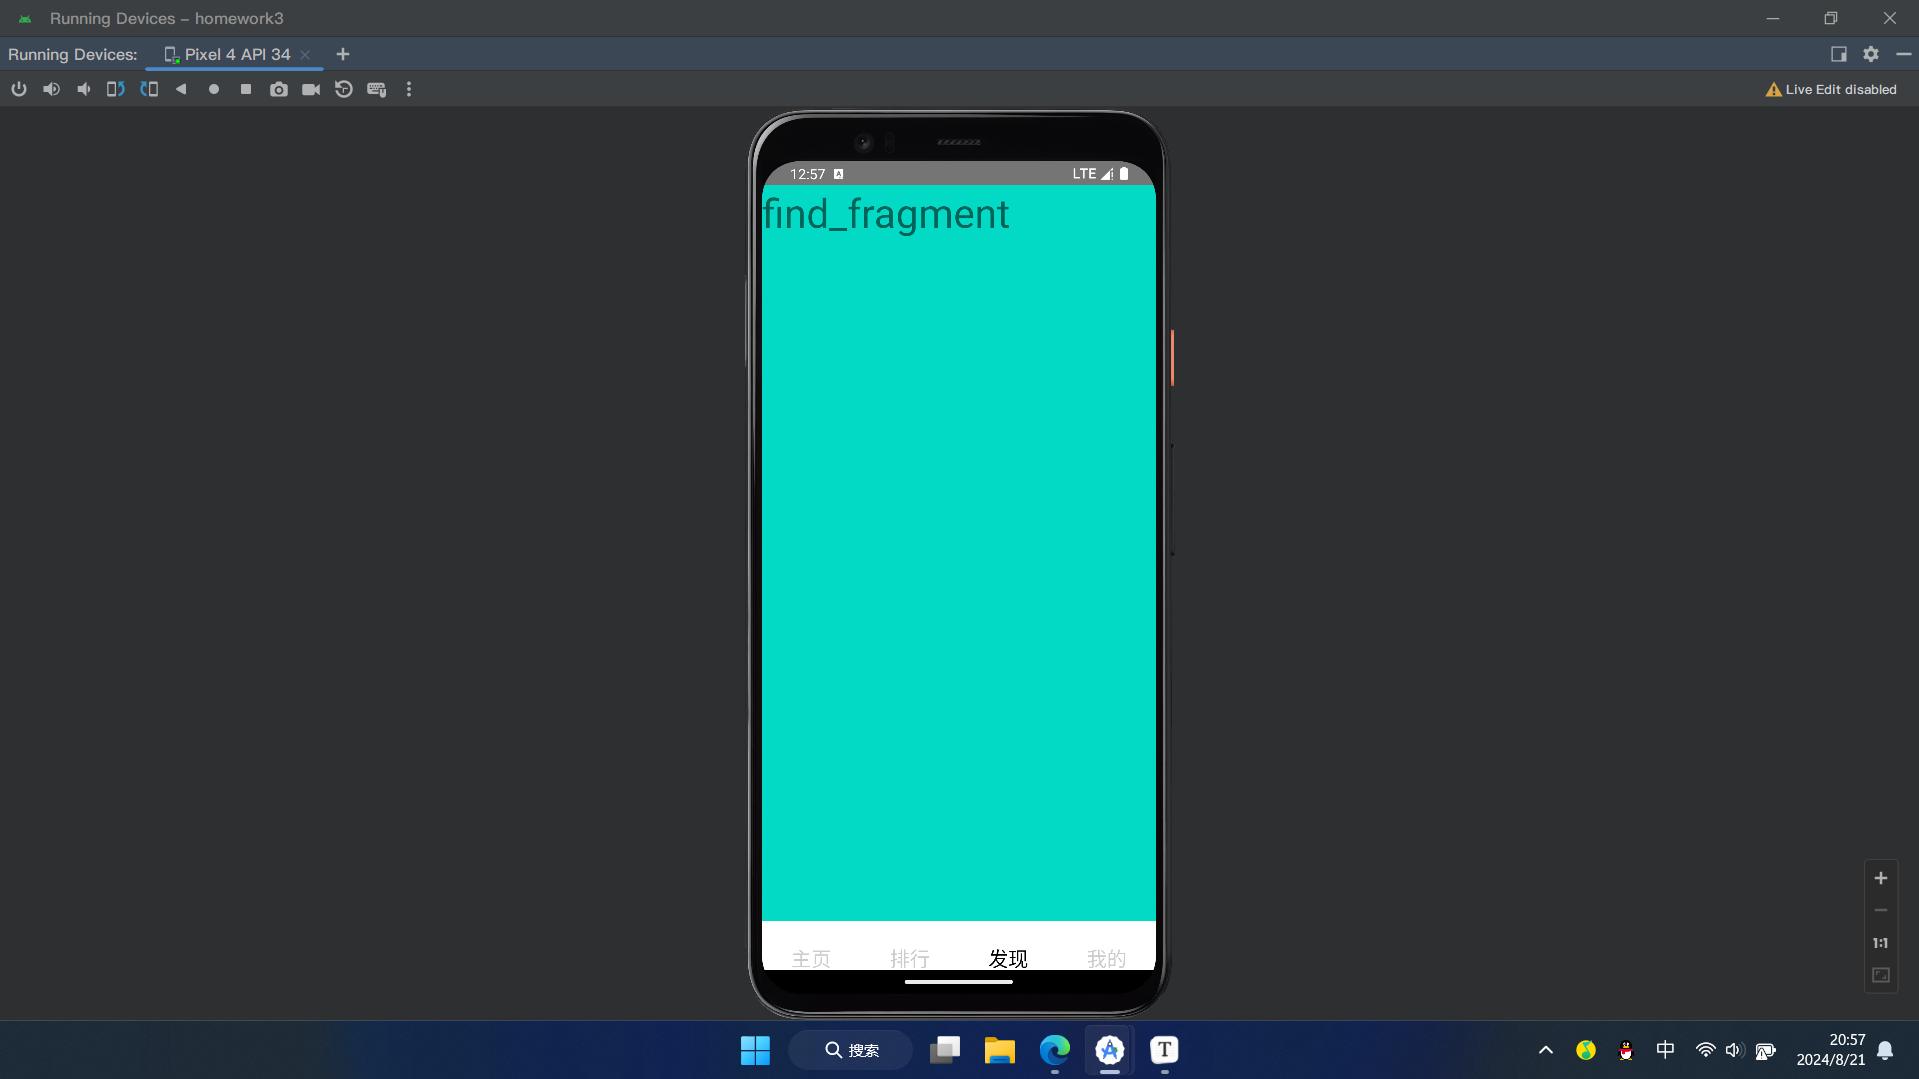 Running Devices – homework3
Running Devices:
Pixel 4 API 34
Live Edit disabled
12:57
LTE
find_fragment
主页
排行
发现
我的
1:1
搜索
中
20:57
2024/8/21